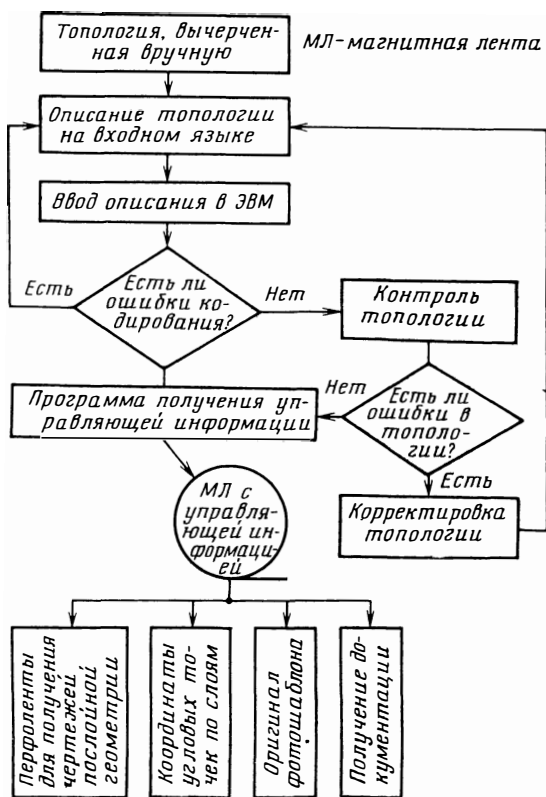 Топология, вычерчен-
ная вручную
МЛ-магнитная лента
Описание топологии
на входном языке
Ввод описания в ЭВМ
Есть
Есть ли
ошибки ко-
дирования?
Нет
Контроль
топологии
Программа получения уп-
равляющей информации
Нет
Есть ли
ошибки в
тополо-
гии?
Есть
Корректировка
топологии
МЛ с
управля-
ющей ин-
формаци-
ей
Перфоленты
для получения
чертежей
послойной
геометрии
Координаты
угловых то-
чек по слоям
Оригинал
фотошаблона
Получение до-
кументации